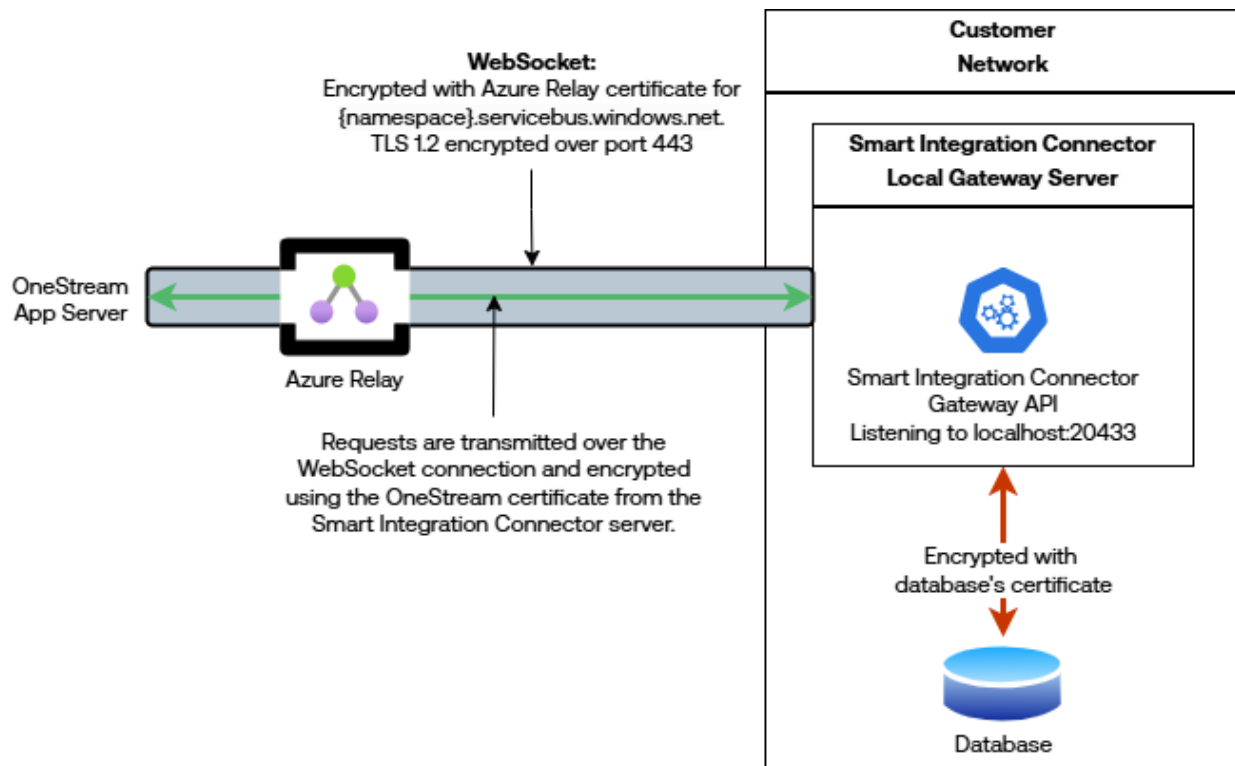 Customer
Network
WebSocket:
Encrypted with Azure Relay certificate for
{namespace}.servicebus.windows.net.
TLS 1.2 encrypted over port 443
Smart Integration Connector
Local Gateway Server
OneStream
App Server
Azure Relay
Smart Integration Connector
Gateway API
Listening to localhost:20433
Requests are transmitted over the
WebSocket connection and encrypted
using the OneStream certificate from the
Smart Integration Connector server.
Encrypted with
database's certificate
Database